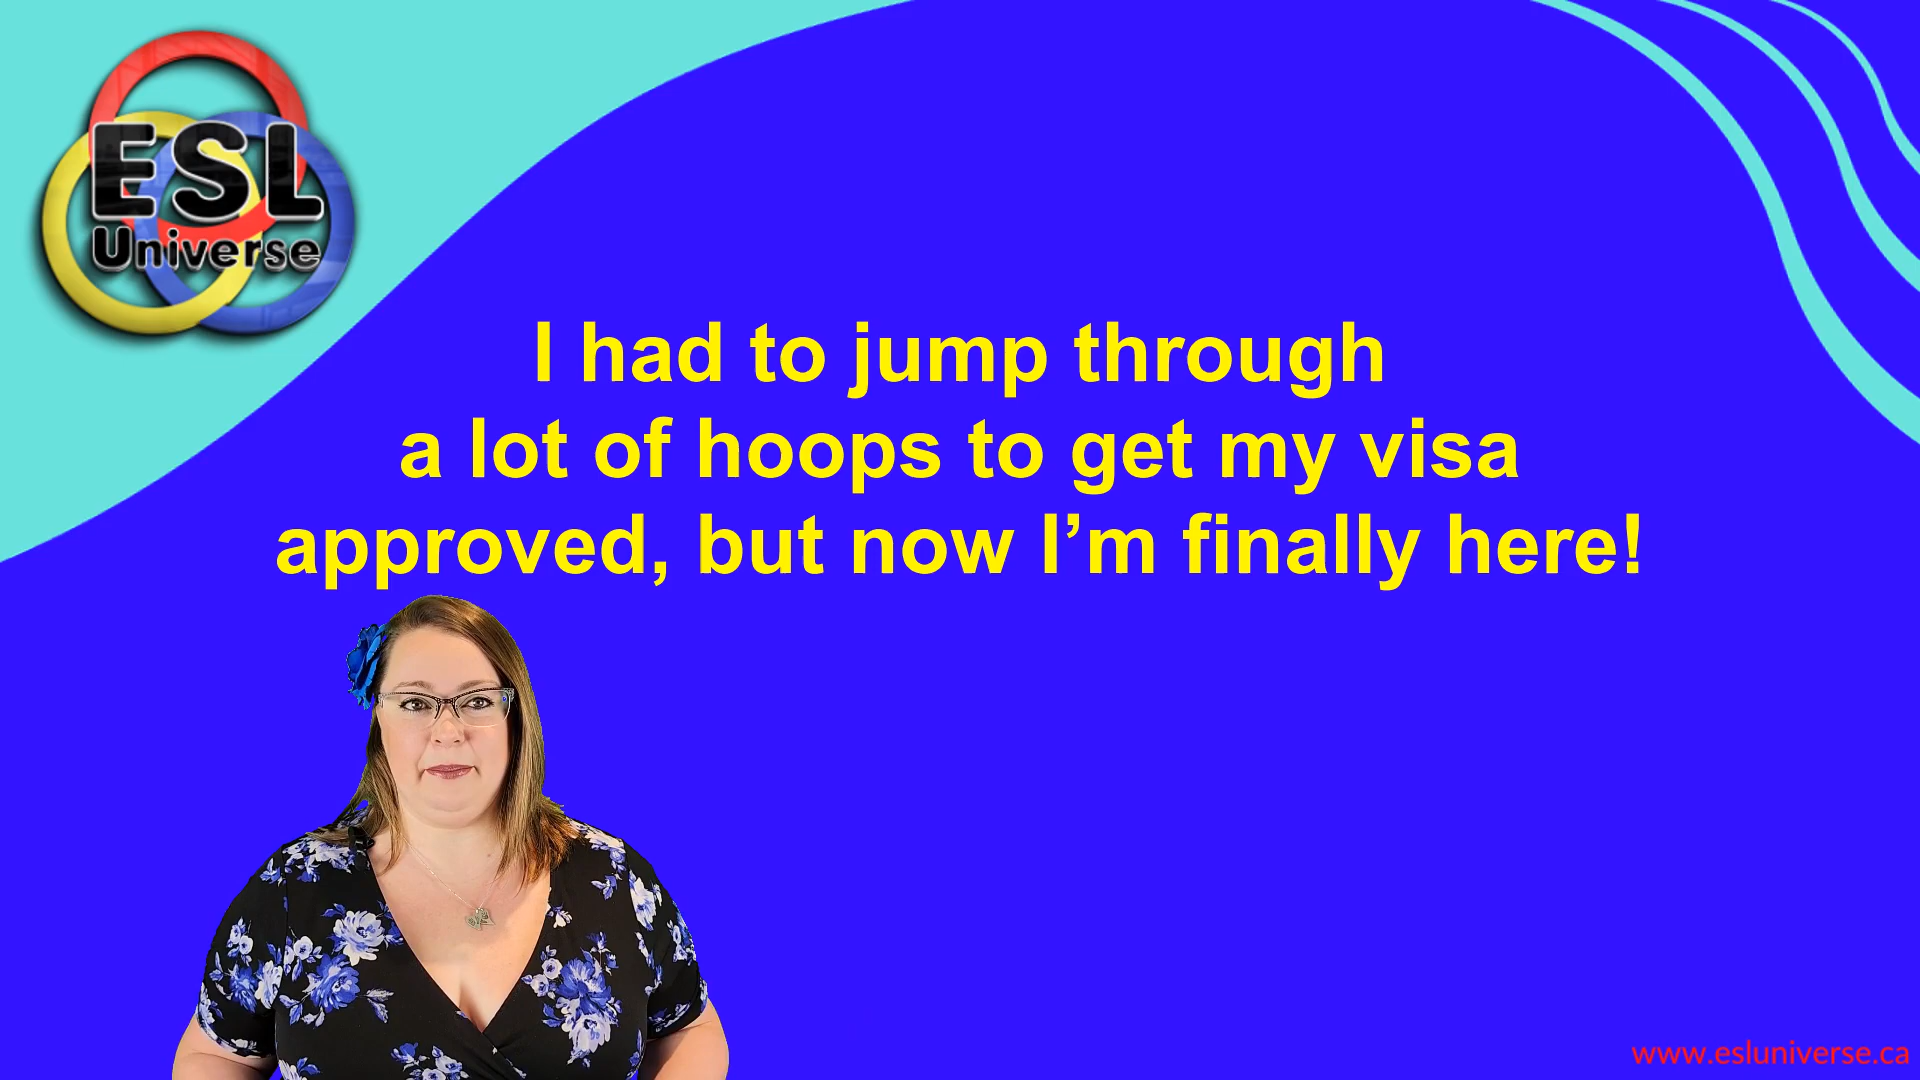 ESL
Universe
I had to jump through
a lot of hoops to get my visa
approved, but now I’m finally here!
www.esluniverse.ca